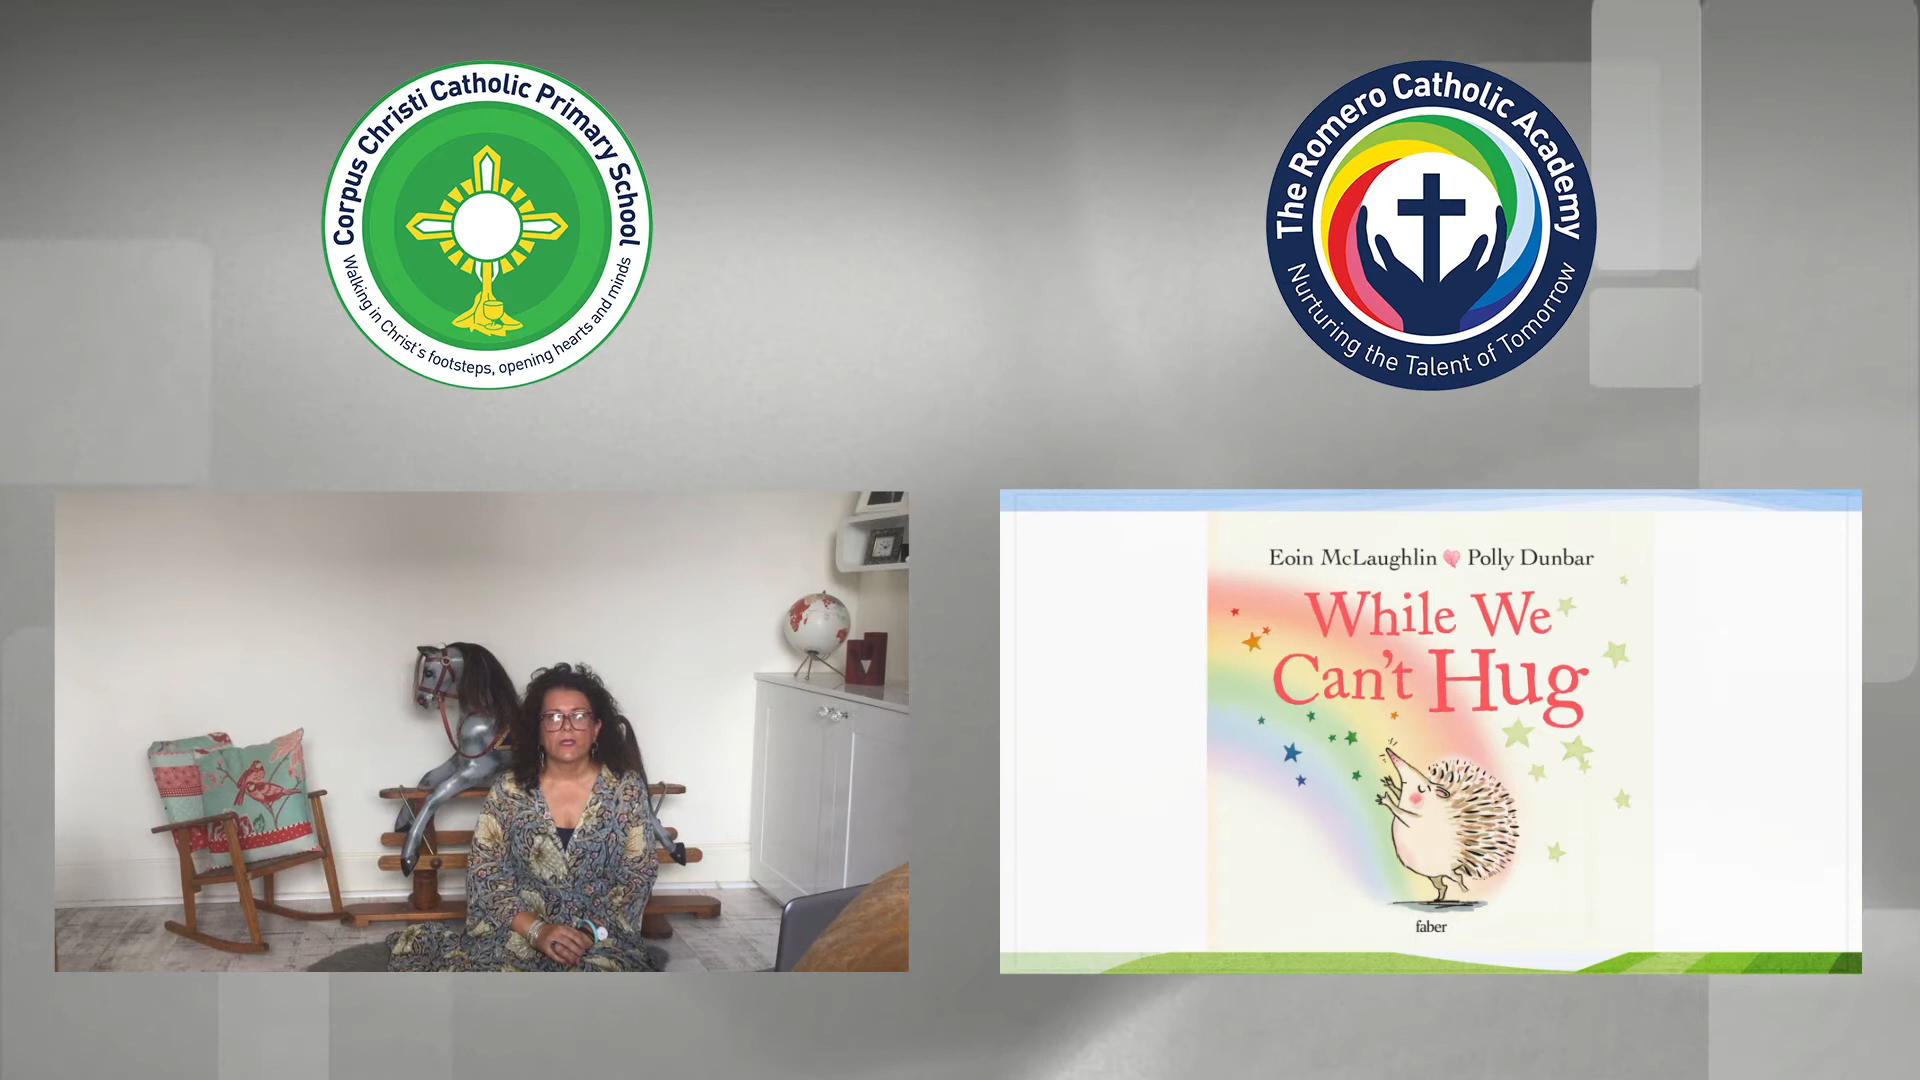 Corpus Christi Catholic Primary School
Walking in Christ's footsteps, opening hearts and minds
The Romero Catholic Academy
Nurturing the Talent of Tomorrow
Eoin McLaughlin Polly Dunbar
While We
Can't Hug
faber